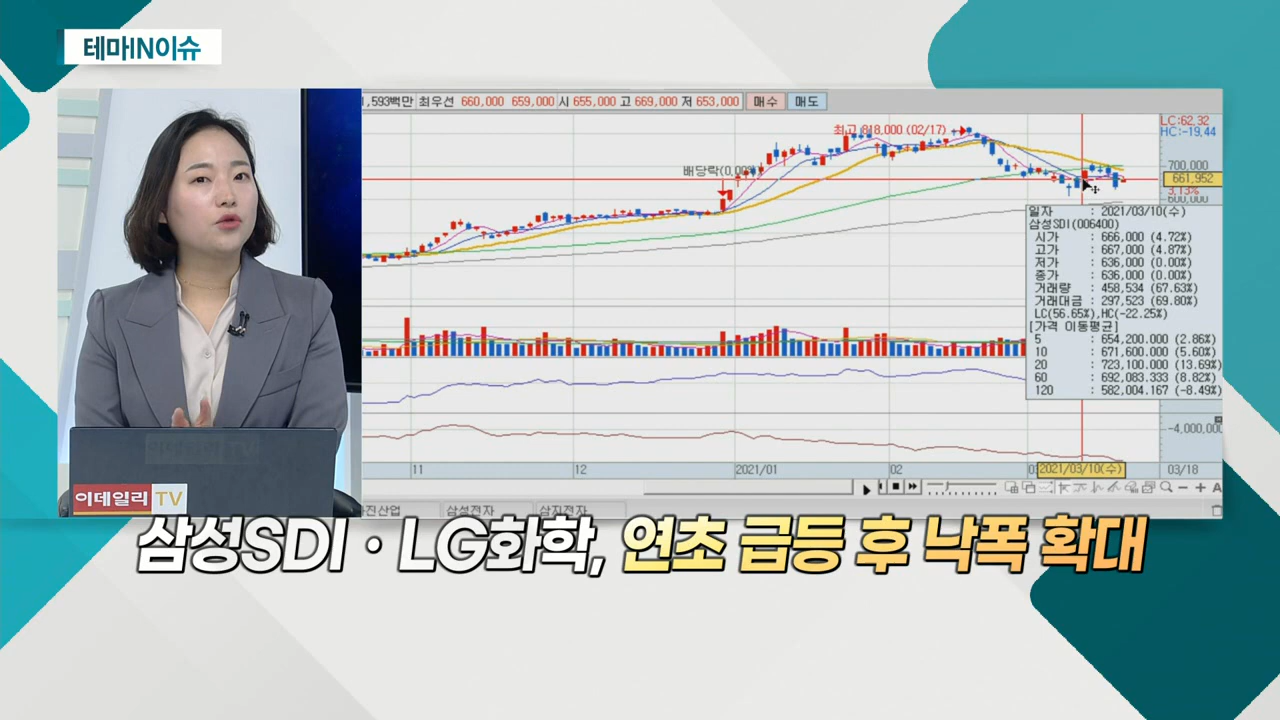 테마IN이슈
1,593백만 최우선 660,000 659,000 시 655,000 고 669,000 저 653,000 매수 매도
최고 818,000 (02/17)
LC:62.32
HC:-19.44
배당락(0.00%)
700,000
661,952
3.13%
600,000
일자 : 2021/03/10(수)
삼성SDI(006400)
시가 : 666,000 (4.72%)
고가 : 667,000 (4.87%)
저가 : 636,000 (0.00%)
종가 : 636,000 (0.00%)
거래량 : 458,534 (67.63%)
거래대금 : 297,523 (69.80%)
LC(56.65%),HC(-22.25%)
[가격 이동평균]
5 : 654,200.000 (2.86%)
10 : 671,600.000 (5.60%)
20 : 723,100.000 (13.69%)
60 : 692,083.333 (8.82%)
120 : 582,004.167 (-8.49%)
-4,000,000
11 12 2021/01 02 2021/03/10(수) 03/18
이데일리TV
삼성전자 삼지전자
삼성SDI·LG화학, 연초 급등 후 낙폭 확대